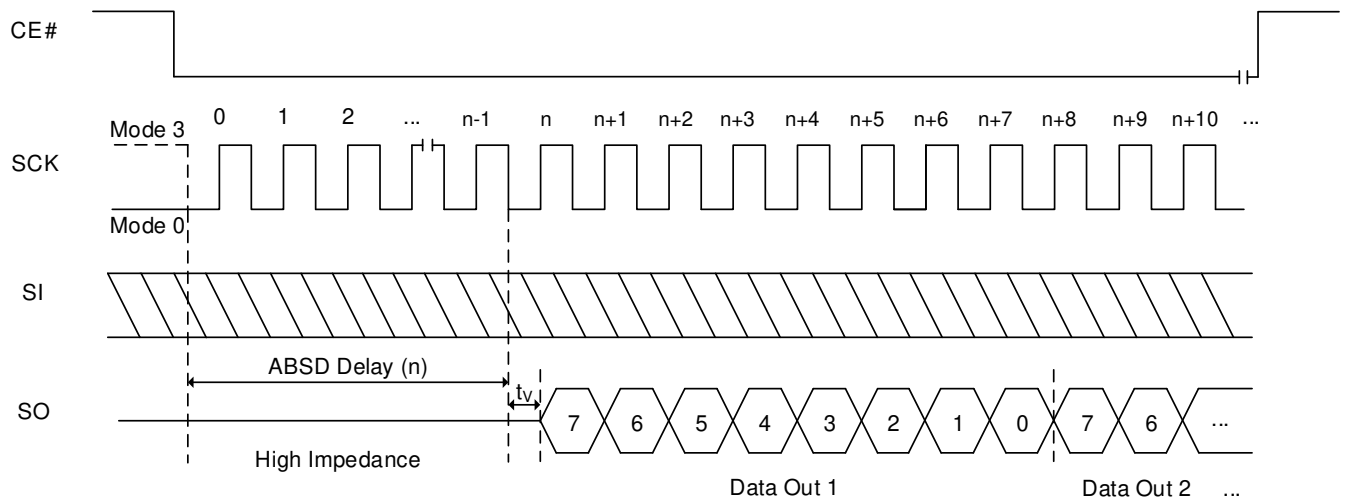 CE#
0 1 2 ... n-1 n n+1 n+2 n+3 n+4 n+5 n+6 n+7 n+8 n+9 n+10 ...
Mode 3
SCK
Mode 0
SI
ABSD Delay (n)
tV
SO
7 6 5 4 3 2 1 0 7 6 ...
High Impedance
Data Out 1 Data Out 2 ...